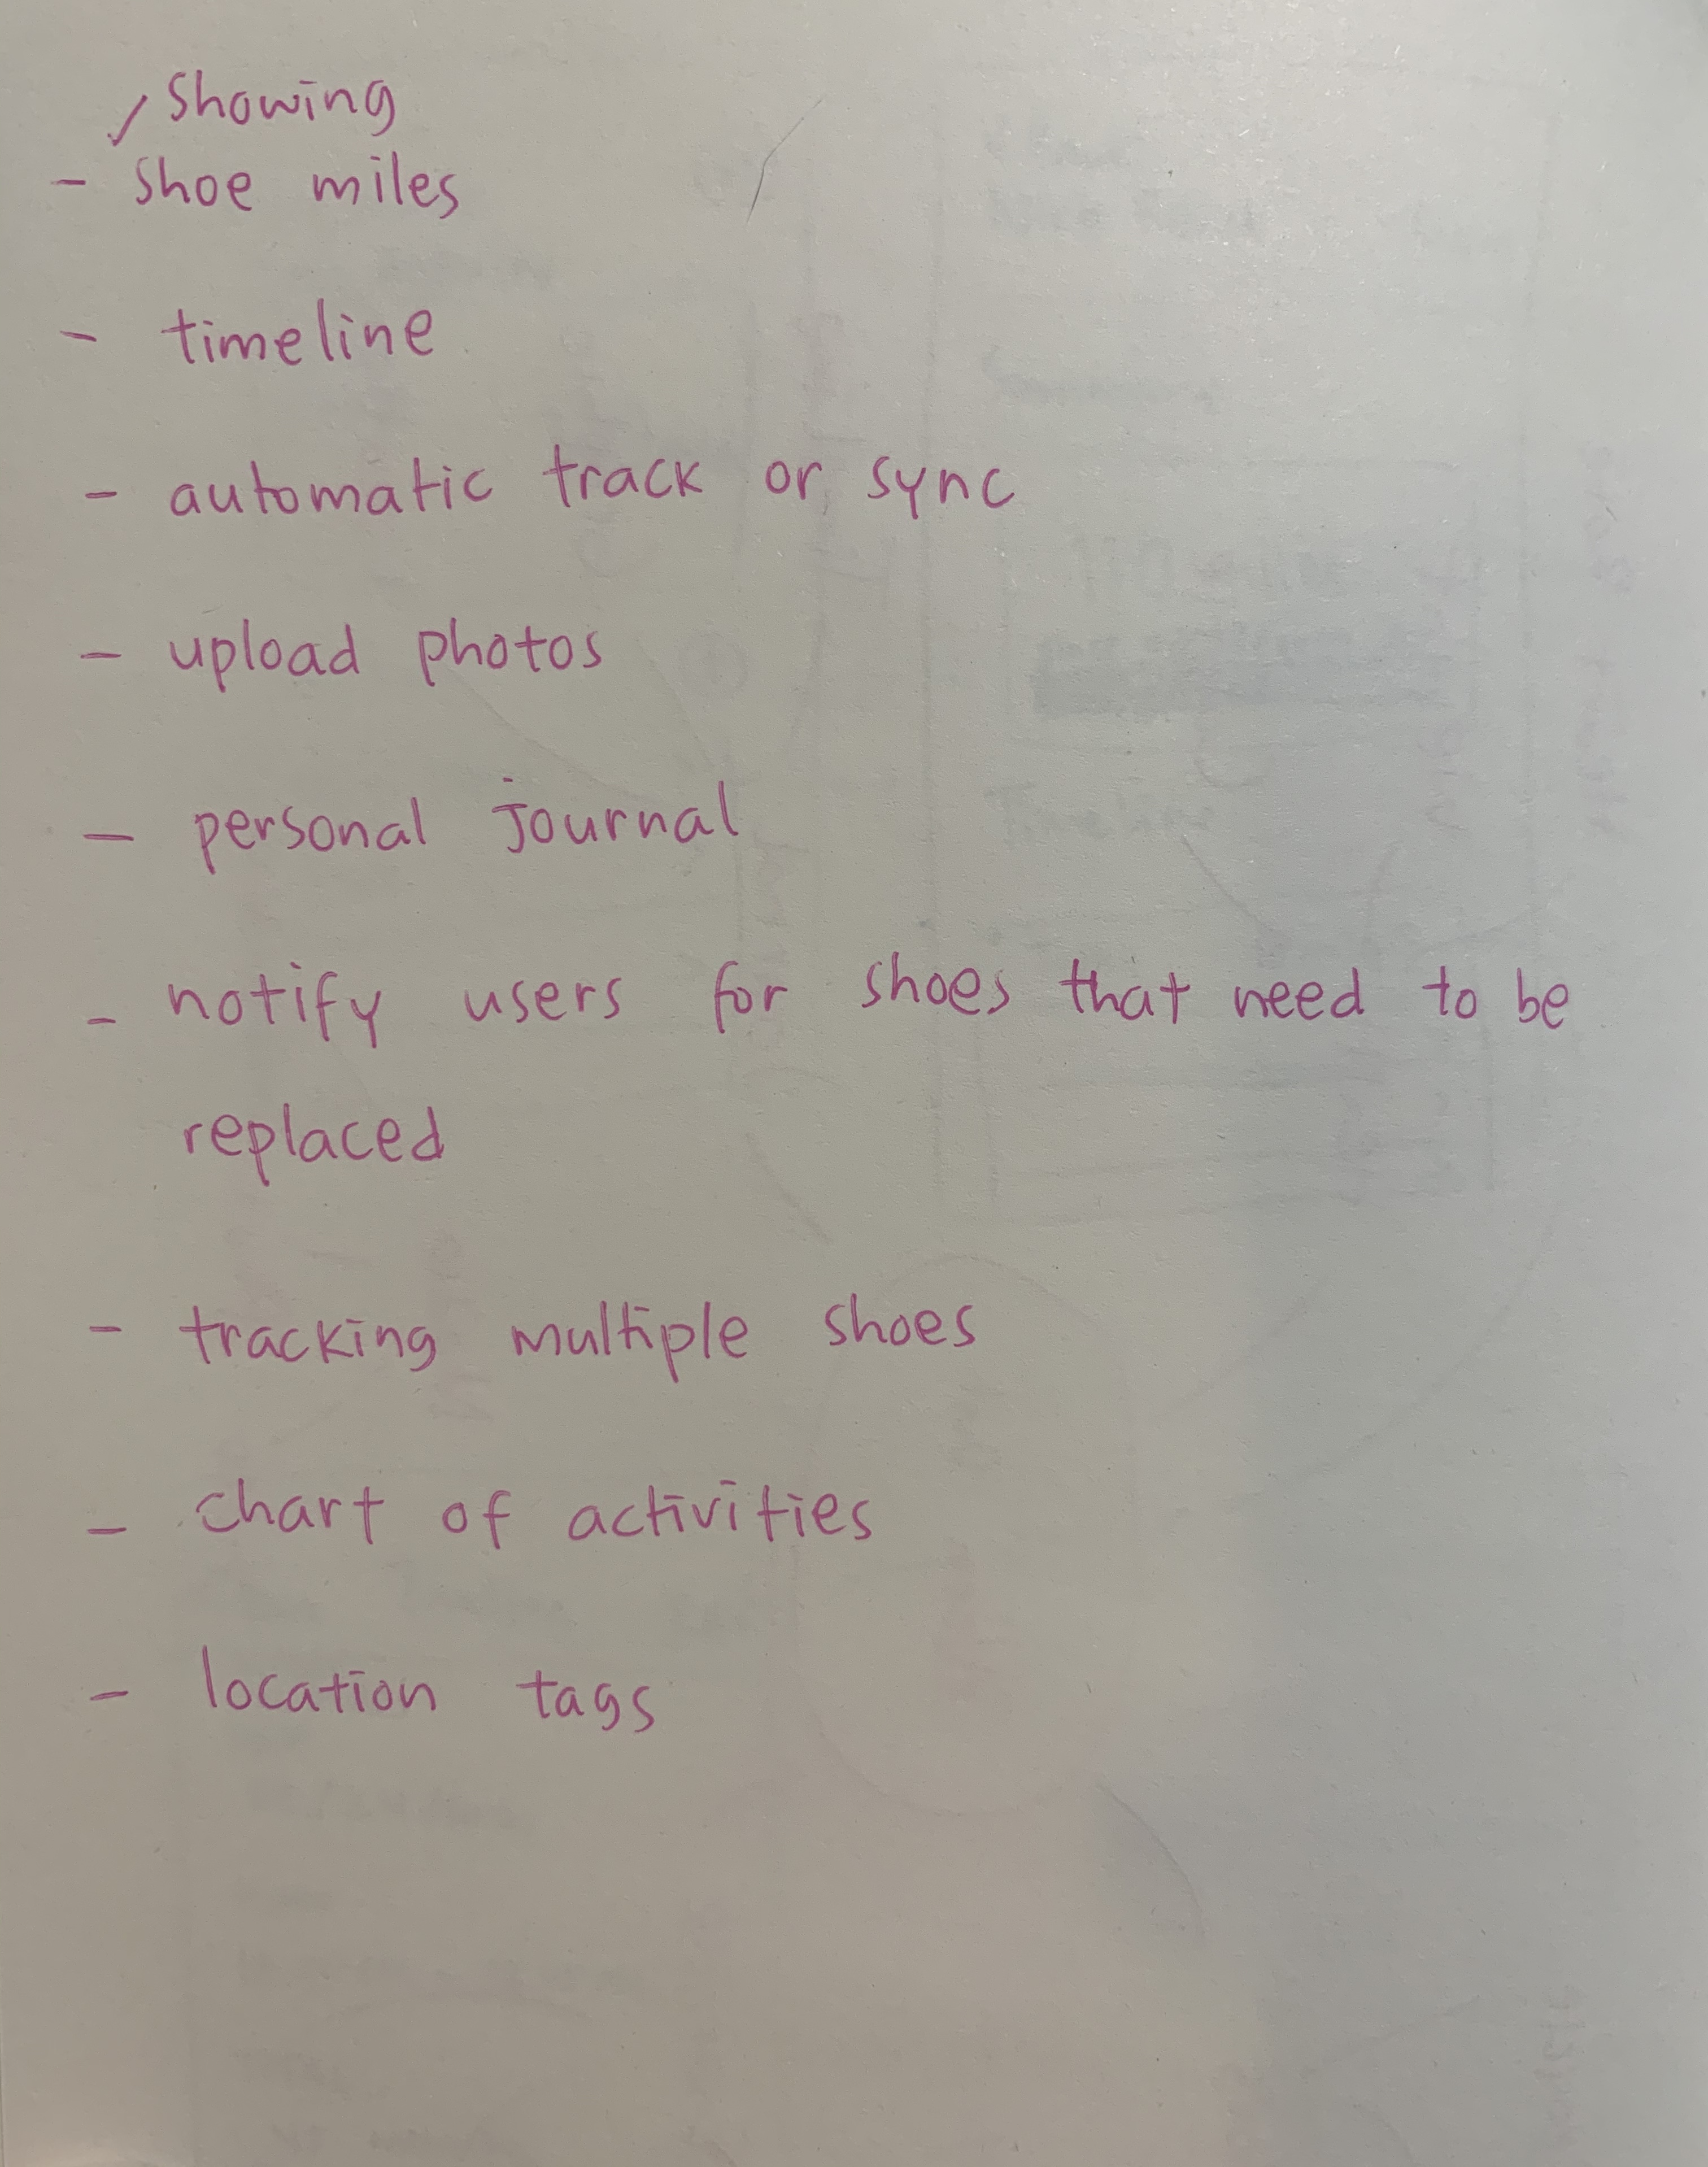 showing
- shoe miles
- timeline
- automatic track or sync
- upload photos
- personal journal
- notify users for shoes that need to be
replaced
- tracking multiple shoes
- chart of activities
- location tags